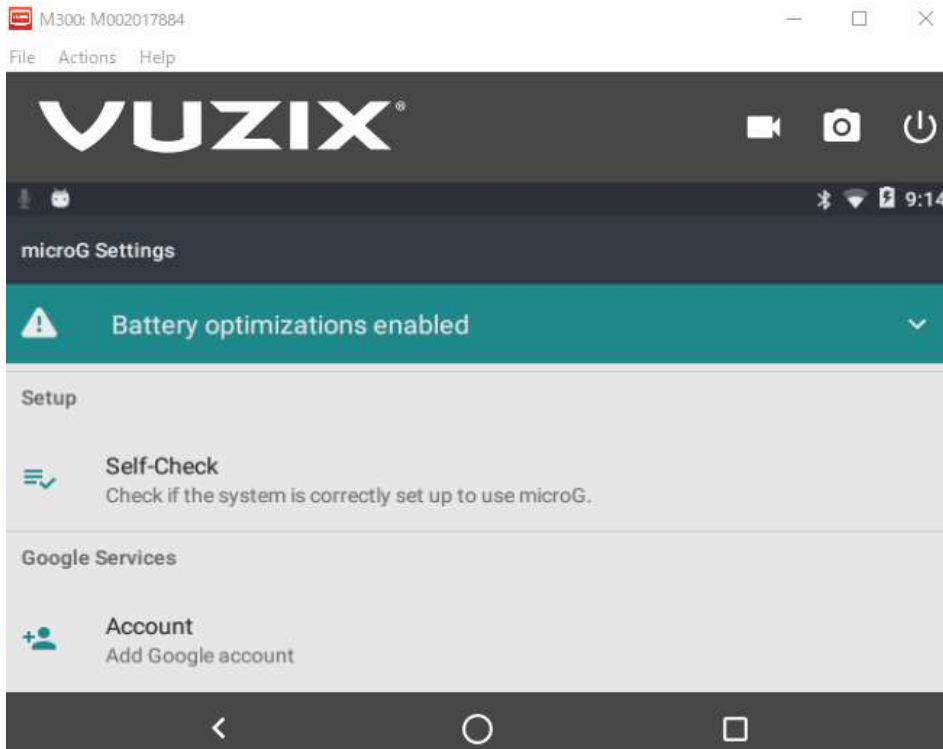 M300: M002017884
File Actions Help
VUZIX®
9:14
microG Settings
Battery optimizations enabled
Setup
Self-Check
Check if the system is correctly set up to use microG.
Google Services
Account
Add Google account